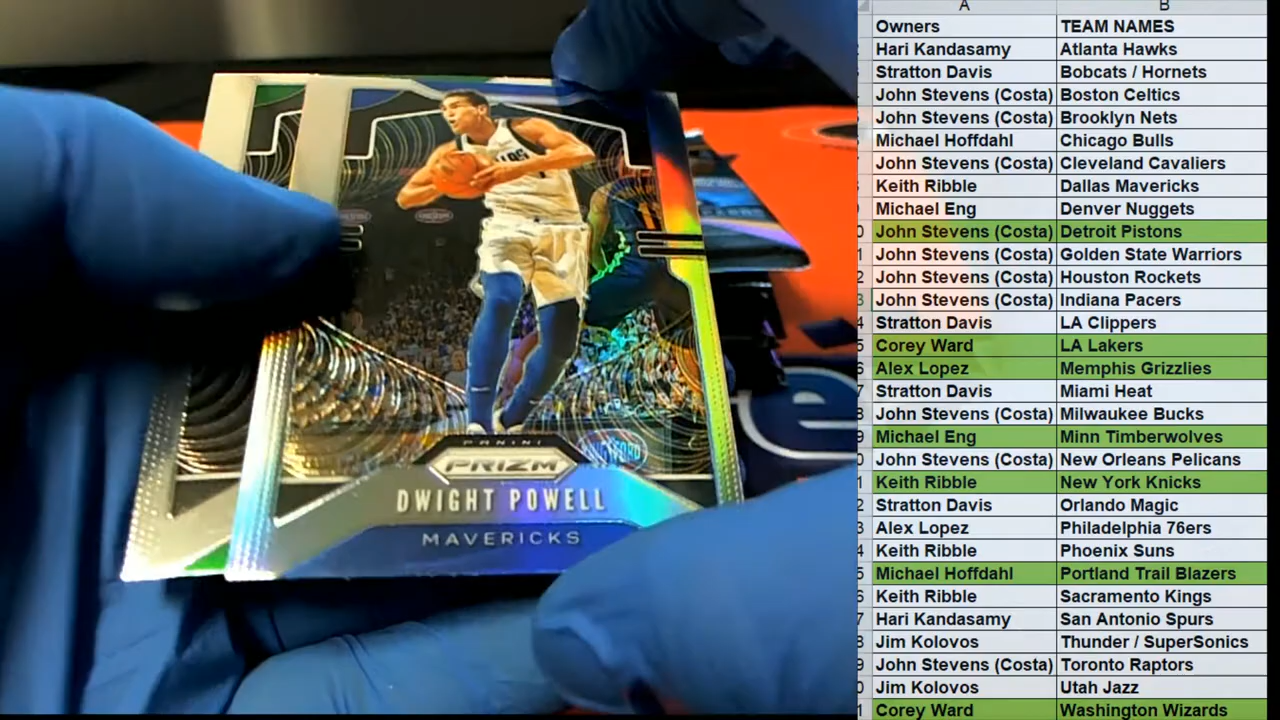 PANINI
PRIZM
DWIGHT POWELL
MAVERICKS
A B
Owners TEAM NAMES
Hari Kandasamy Atlanta Hawks
Stratton Davis Bobcats / Hornets
John Stevens (Costa) Boston Celtics
John Stevens (Costa) Brooklyn Nets
Michael Hoffdahl Chicago Bulls
John Stevens (Costa) Cleveland Cavaliers
Keith Ribble Dallas Mavericks
Michael Eng Denver Nuggets
John Stevens (Costa) Detroit Pistons
John Stevens (Costa) Golden State Warriors
John Stevens (Costa) Houston Rockets
John Stevens (Costa) Indiana Pacers
Stratton Davis LA Clippers
Corey Ward LA Lakers
Alex Lopez Memphis Grizzlies
Stratton Davis Miami Heat
John Stevens (Costa) Milwaukee Bucks
Michael Eng Minn Timberwolves
John Stevens (Costa) New Orleans Pelicans
Keith Ribble New York Knicks
Stratton Davis Orlando Magic
Alex Lopez Philadelphia 76ers
Keith Ribble Phoenix Suns
Michael Hoffdahl Portland Trail Blazers
Keith Ribble Sacramento Kings
Hari Kandasamy San Antonio Spurs
Jim Kolovos Thunder / SuperSonics
John Stevens (Costa) Toronto Raptors
Jim Kolovos Utah Jazz
Corey Ward Washington Wizards